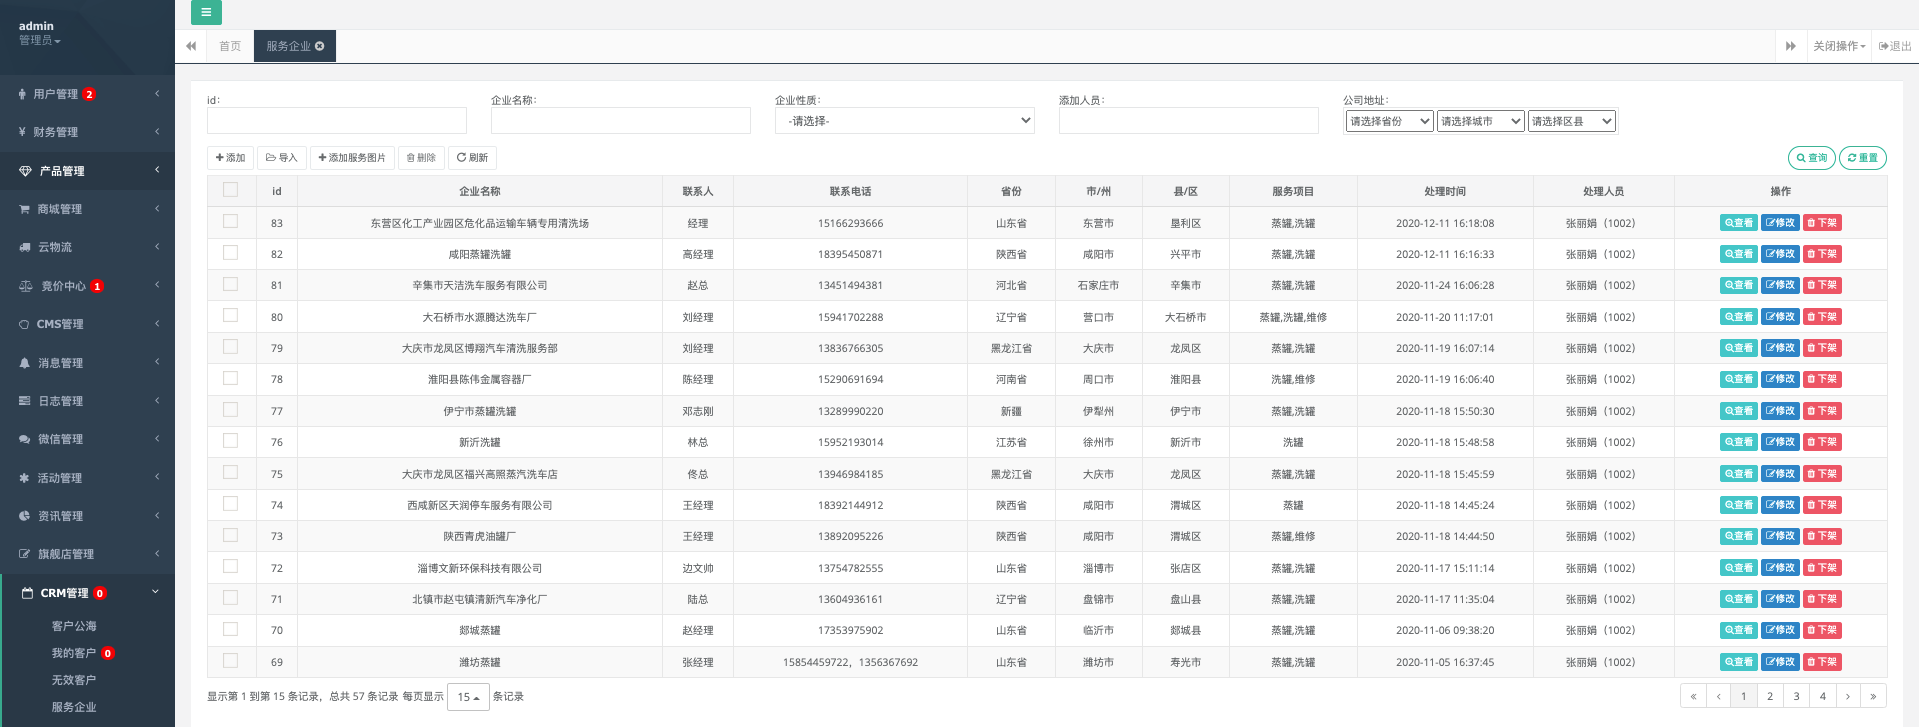 admin
管理员
首页
服务企业
关闭操作
退出
用户管理 2
财务管理
产品管理
商城管理
云物流
竞价中心 1
CMS管理
消息管理
日志管理
微信管理
活动管理
资讯管理
旗舰店管理
CRM管理 0
客户公海
我的客户 0
无效客户
服务企业
id： 企业名称： 企业性质： 添加人员： 公司地址：
-请选择- 请选择省份 请选择城市 请选择区县
添加 导入 添加服务图片 删除 刷新 查询 重置
id 企业名称 联系人 联系电话 省份 市/州 县/区 服务项目 处理时间 处理人员 操作
83 东营区化工产业园区危化品运输车辆专用清洗场 经理 15166293666 山东省 东营市 垦利区 蒸罐,洗罐 2020-12-11 16:18:08 张丽娟（1002） 查看 修改 下架
82 咸阳蒸罐洗罐 高经理 18395450871 陕西省 咸阳市 兴平市 蒸罐,洗罐 2020-12-11 16:16:33 张丽娟（1002） 查看 修改 下架
81 辛集市天洁洗车服务有限公司 赵总 13451494381 河北省 石家庄市 辛集市 蒸罐,洗罐 2020-11-24 16:06:28 张丽娟（1002） 查看 修改 下架
80 大石桥市水源腾达洗车厂 刘经理 15941702288 辽宁省 营口市 大石桥市 蒸罐,洗罐,维修 2020-11-20 11:17:01 张丽娟（1002） 查看 修改 下架
79 大庆市龙凤区博翔汽车清洗服务部 刘经理 13836766305 黑龙江省 大庆市 龙凤区 蒸罐,洗罐 2020-11-19 16:07:14 张丽娟（1002） 查看 修改 下架
78 淮阳县陈伟金属容器厂 陈经理 15290691694 河南省 周口市 淮阳县 洗罐,维修 2020-11-19 16:06:40 张丽娟（1002） 查看 修改 下架
77 伊宁市蒸罐洗罐 邓志刚 13289990220 新疆 伊犁州 伊宁市 蒸罐,洗罐 2020-11-18 15:50:30 张丽娟（1002） 查看 修改 下架
76 新沂洗罐 林总 15952193014 江苏省 徐州市 新沂市 洗罐 2020-11-18 15:48:58 张丽娟（1002） 查看 修改 下架
75 大庆市龙凤区福兴高照蒸汽洗车店 佟总 13946984185 黑龙江省 大庆市 龙凤区 蒸罐,洗罐 2020-11-18 15:45:59 张丽娟（1002） 查看 修改 下架
74 西咸新区天润停车服务有限公司 王经理 18392144912 陕西省 咸阳市 渭城区 蒸罐 2020-11-18 14:45:24 张丽娟（1002） 查看 修改 下架
73 陕西青虎油罐厂 王经理 13892095226 陕西省 咸阳市 渭城区 蒸罐,维修 2020-11-18 14:44:50 张丽娟（1002） 查看 修改 下架
72 淄博文新环保科技有限公司 边文帅 13754782555 山东省 淄博市 张店区 蒸罐,洗罐 2020-11-17 15:11:14 张丽娟（1002） 查看 修改 下架
71 北镇市赵屯镇清新汽车净化厂 陆总 13604936161 辽宁省 盘锦市 盘山县 蒸罐,洗罐 2020-11-17 11:35:04 张丽娟（1002） 查看 修改 下架
70 郯城蒸罐 赵经理 17353975902 山东省 临沂市 郯城县 蒸罐,洗罐 2020-11-06 09:38:20 张丽娟（1002） 查看 修改 下架
69 潍坊蒸罐 张经理 15854459722，1356367692 山东省 潍坊市 寿光市 蒸罐,洗罐 2020-11-05 16:37:45 张丽娟（1002） 查看 修改 下架
显示第 1 到第 15 条记录，总共 57 条记录 每页显示 15 条记录 « ‹ 1 2 3 4 › »